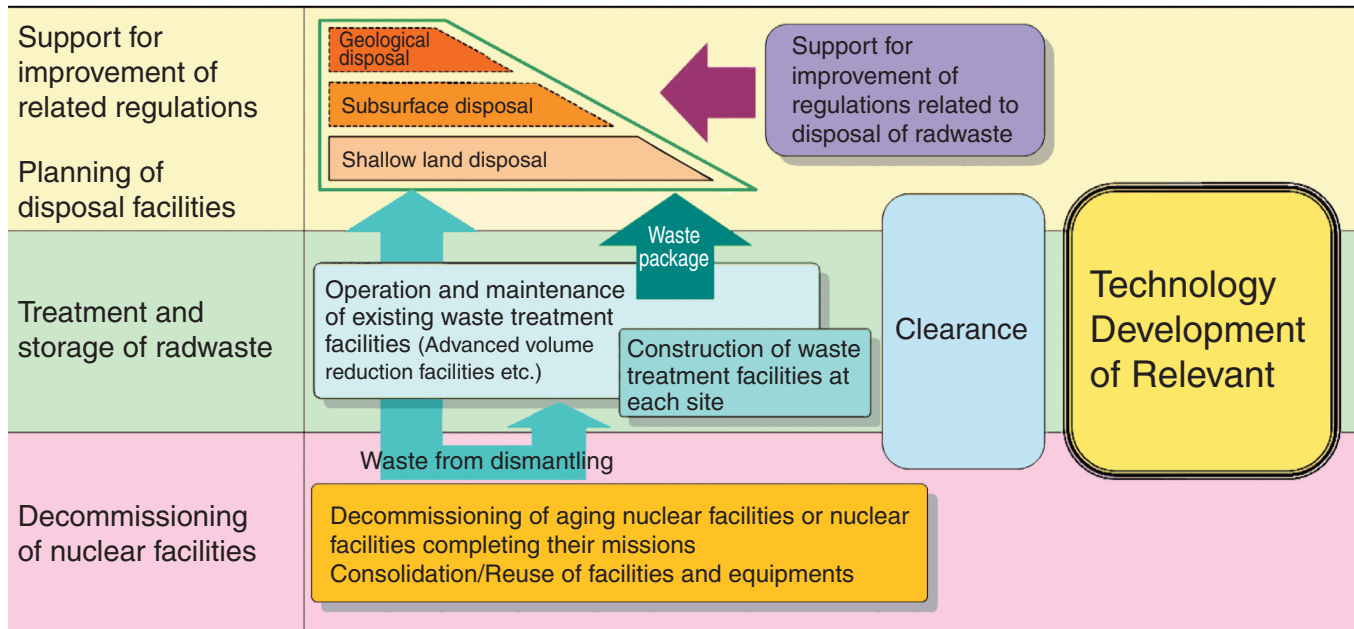 Support for
improvement of
related regulations
Planning of
disposal facilities
Geological
disposal
Subsurface disposal
Shallow land disposal
Support for
improvement of
regulations related to
disposal of radwaste
Treatment and
storage of radwaste
Waste
package
Operation and maintenance
of existing waste treatment
facilities (Advanced volume
reduction facilities etc.)
Construction of waste
treatment facilities at
each site
Clearance
Technology
Development
of Relevant
Waste from dismantling
Decommissioning
of nuclear facilities
Decommissioning of aging nuclear facilities or nuclear
facilities completing their missions
Consolidation/Reuse of facilities and equipments